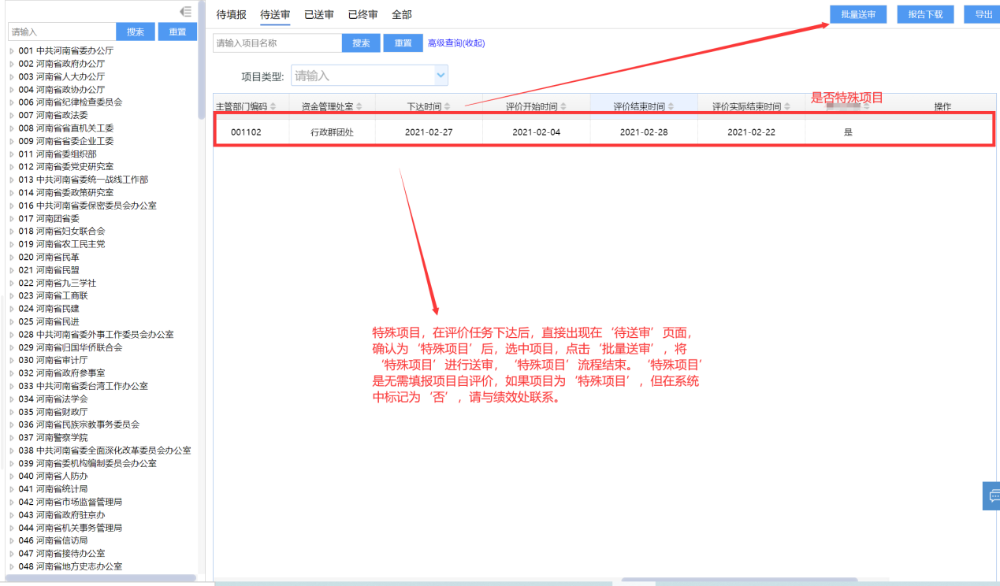 请输入
搜索
重置
001 中共河南省委办公厅
002 河南省政府办公厅
003 河南省人大办公厅
004 河南省政协办公厅
006 河南省纪律检查委员会
007 河南省政法委
008 河南省省直机关工委
009 河南省省委企业工委
011 河南省委组织部
012 河南省委党史研究室
013 中共河南省委统一战线工作部
014 河南省委政策研究室
016 中共河南省委保密委员会办公室
017 河南团省委
018 河南省妇女联合会
019 河南省农工民主党
020 河南省民革
021 河南省民盟
022 河南省九三学社
023 河南省工商联
024 河南省民建
025 河南省民进
028 中共河南省委外事工作委员会办公室
029 河南省归国华侨联合会
030 河南省审计厅
032 河南省政府参事室
033 中共河南省委台湾工作办公室
034 河南省法学会
035 河南省财政厅
036 河南省民族宗教事务委员会
037 河南警察学院
038 中共河南省委全面深化改革委员会办公室
039 河南省委机构编制委员会办公室
040 河南省人防办
041 河南省统计局
042 河南省市场监督管理局
043 河南省政府驻京办
044 河南省机关事务管理局
046 河南省信访局
047 河南省接待办公室
048 河南省地方史志办公室
待填报 待送审 已送审 已终审 全部
批量送审 报告下载 导出
请输入项目名称 搜索 重置 高级查询(收起)
项目类型: 请输入
主管部门编码 资金管理处室 下达时间 评价开始时间 评价结束时间 评价实际结束时间 是否特殊项目 操作
001102 行政群团处 2021-02-27 2021-02-04 2021-02-28 2021-02-22 是
特殊项目，在评价任务下达后，直接出现在‘待送审’页面，
确认为‘特殊项目’后，选中项目，点击‘批量送审’，将
‘特殊项目’进行送审，‘特殊项目’流程结束。‘特殊项目’
是无需填报项目自评价，如果项目为‘特殊项目’，但在系统
中标记为‘否’，请与绩效处联系。